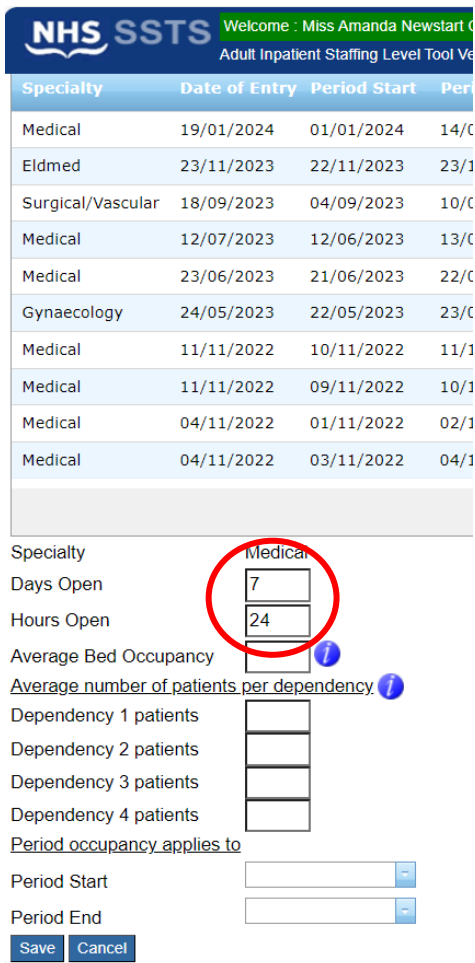 NHS SSTS Welcome : Miss Amanda Newstart
Adult Inpatient Staffing Level Tool
Specialty Date of Entry Period Start
Medical 19/01/2024 01/01/2024
Eldmed 23/11/2023 22/11/2023
Surgical/Vascular 18/09/2023 04/09/2023
Medical 12/07/2023 12/06/2023
Medical 23/06/2023 21/06/2023
Gynaecology 24/05/2023 22/05/2023
Medical 11/11/2022 10/11/2022
Medical 11/11/2022 09/11/2022
Medical 04/11/2022 01/11/2022
Medical 04/11/2022 03/11/2022
Specialty Medical
Days Open 7
Hours Open 24
Average Bed Occupancy i
Average number of patients per dependency i
Dependency 1 patients
Dependency 2 patients
Dependency 3 patients
Dependency 4 patients
Period occupancy applies to
Period Start
Period End
Save Cancel